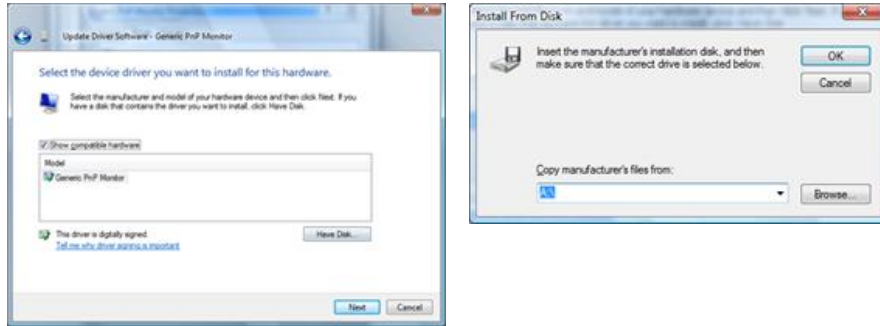 Update Driver Software - Generic PnP Monitor
Select the device driver you want to install for this hardware.
Select the manufacturer and model of your hardware device and then click Next. If you
have a disk that contains the driver you want to install, click Have Disk.
Show compatible hardware
Model
Generic PnP Monitor
This driver is digitally signed.
Tell me why driver signing is important
Have Disk...
Next
Cancel
Install From Disk
Insert the manufacturer's installation disk, and then
make sure that the correct drive is selected below.
OK
Cancel
Copy manufacturer's files from:
A:\
Browse...